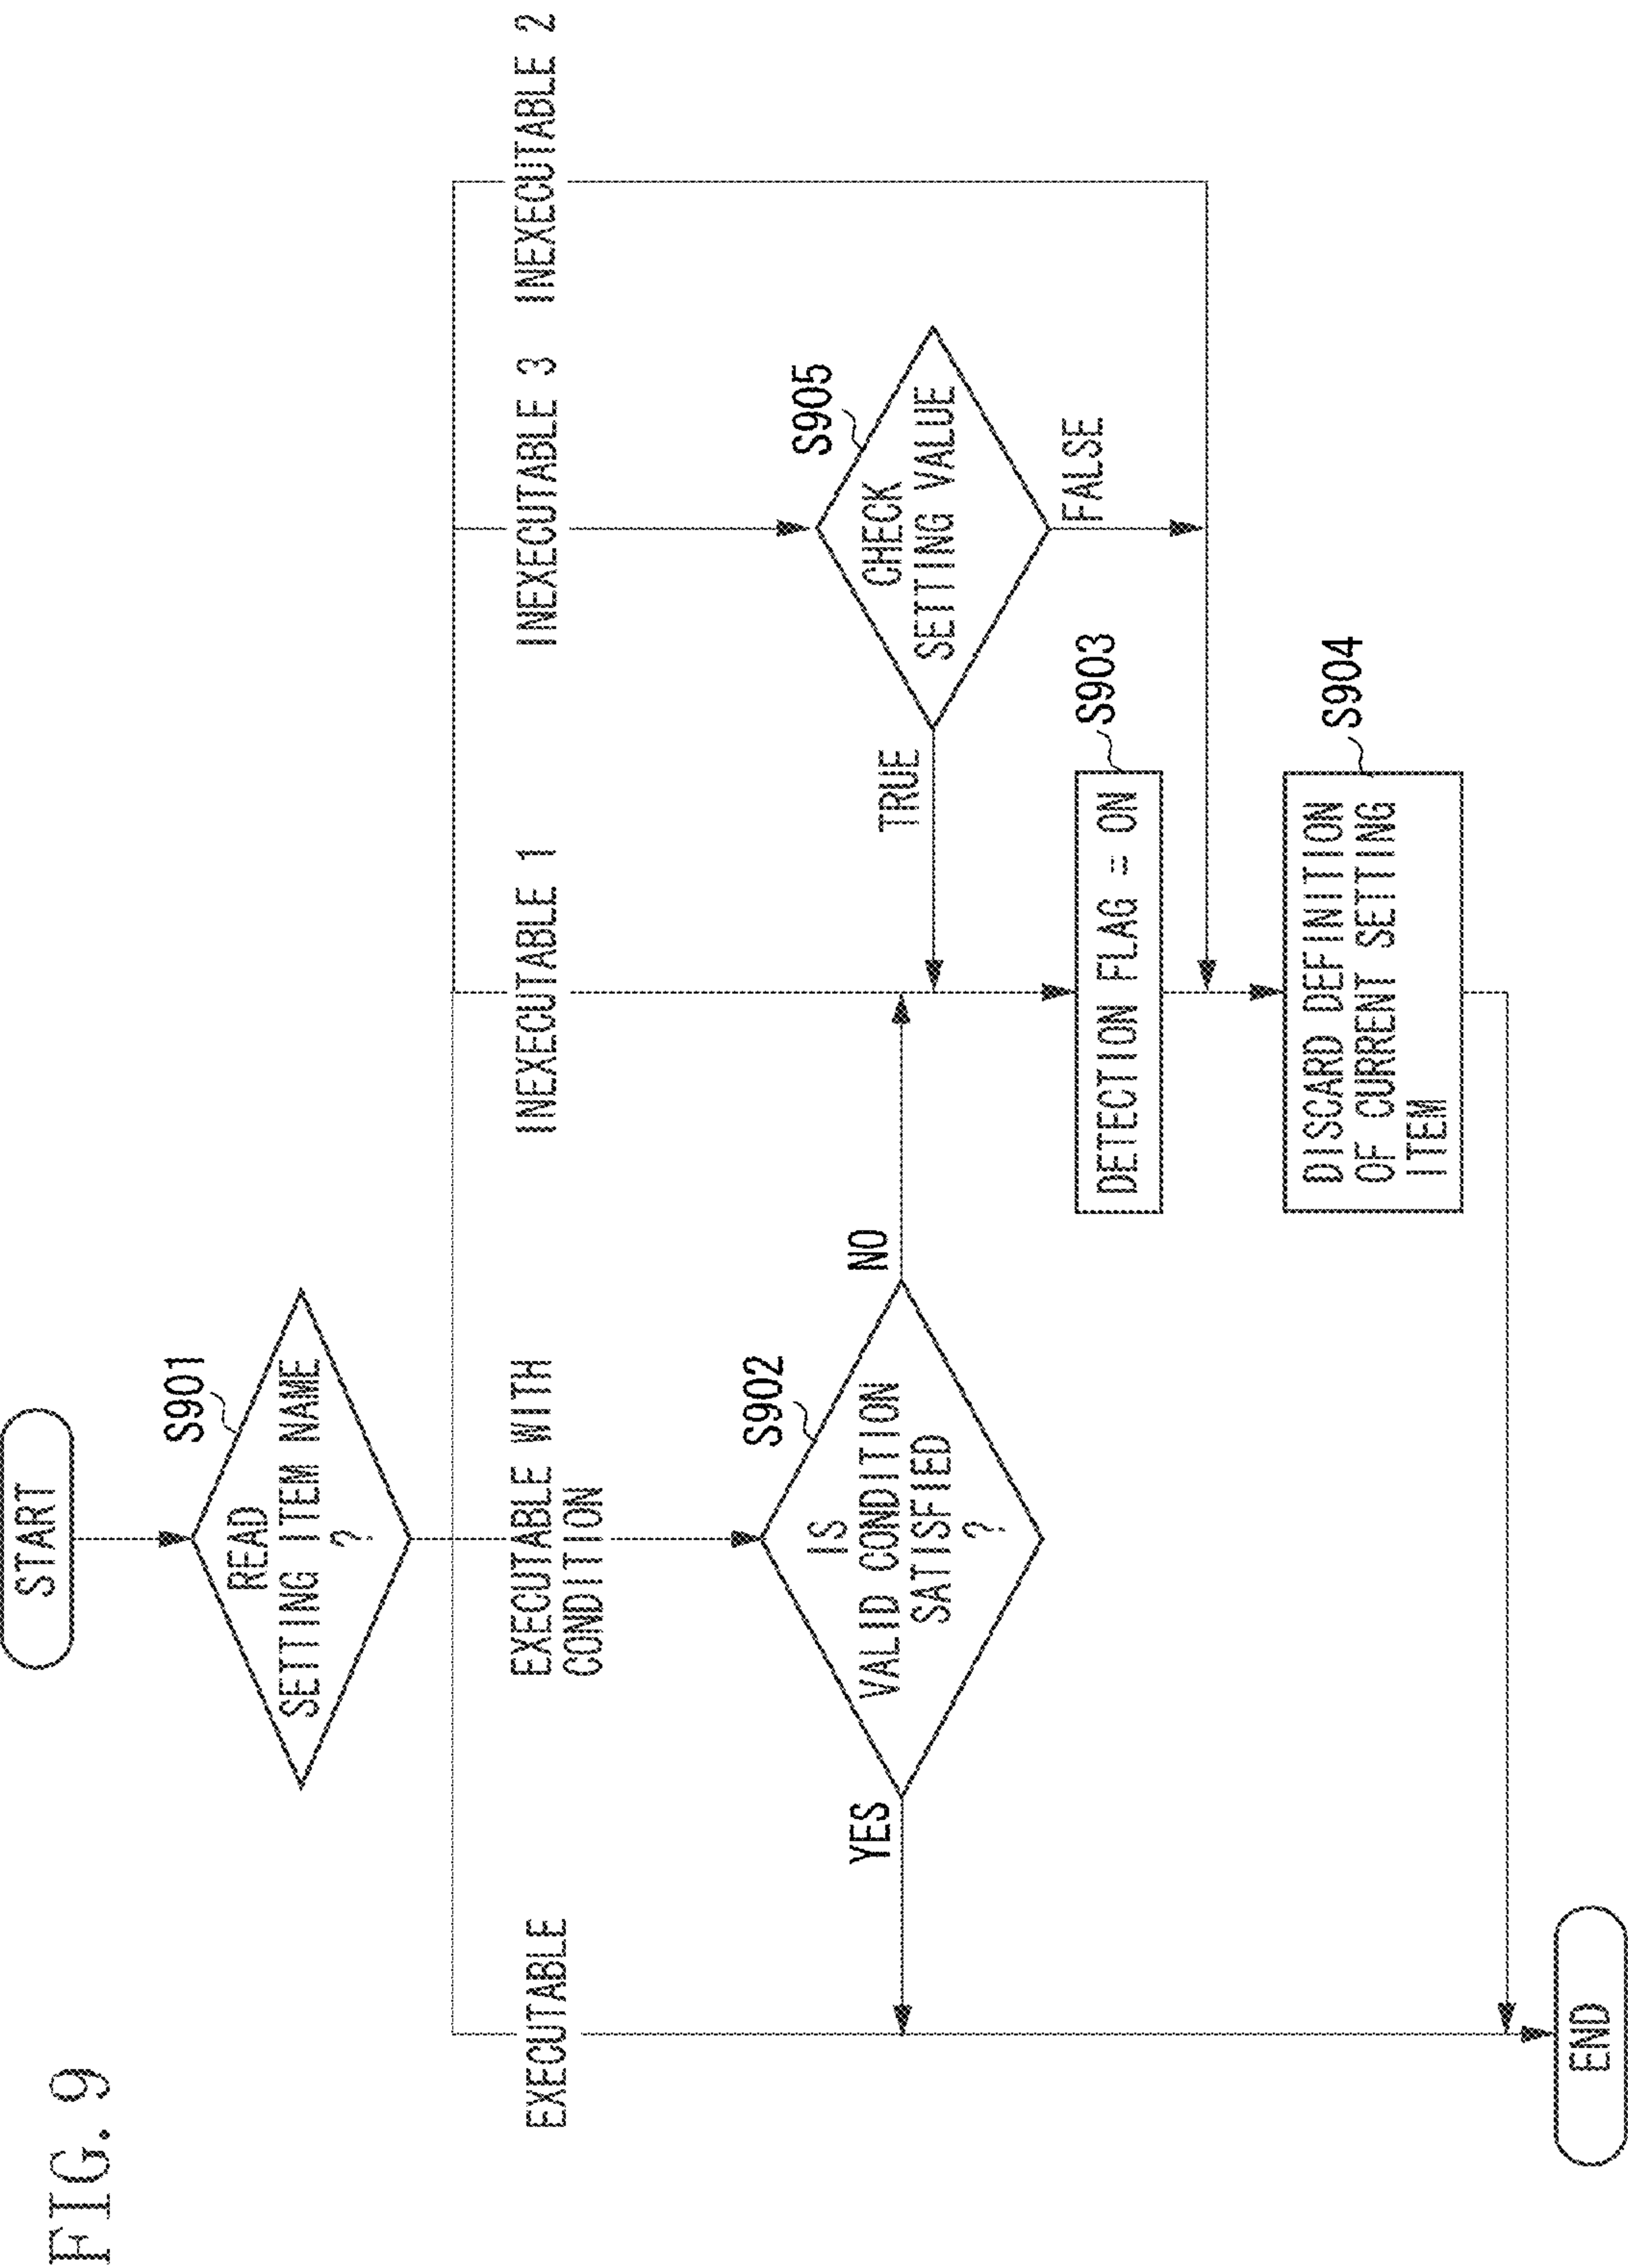 FIG. 9
START
S901
READ
SETTING ITEM NAME
?
EXECUTABLE
EXECUTABLE WITH
CONDITION
INEXECUTABLE 1
INEXECUTABLE 3
INEXECUTABLE 2
S902
IS
VALID CONDITION
SATISFIED
?
YES
NO
S905
CHECK
SETTING VALUE
TRUE
FALSE
S903
DETECTION FLAG = ON
S904
DISCARD DEFINITION
OF CURRENT SETTING
ITEM
END